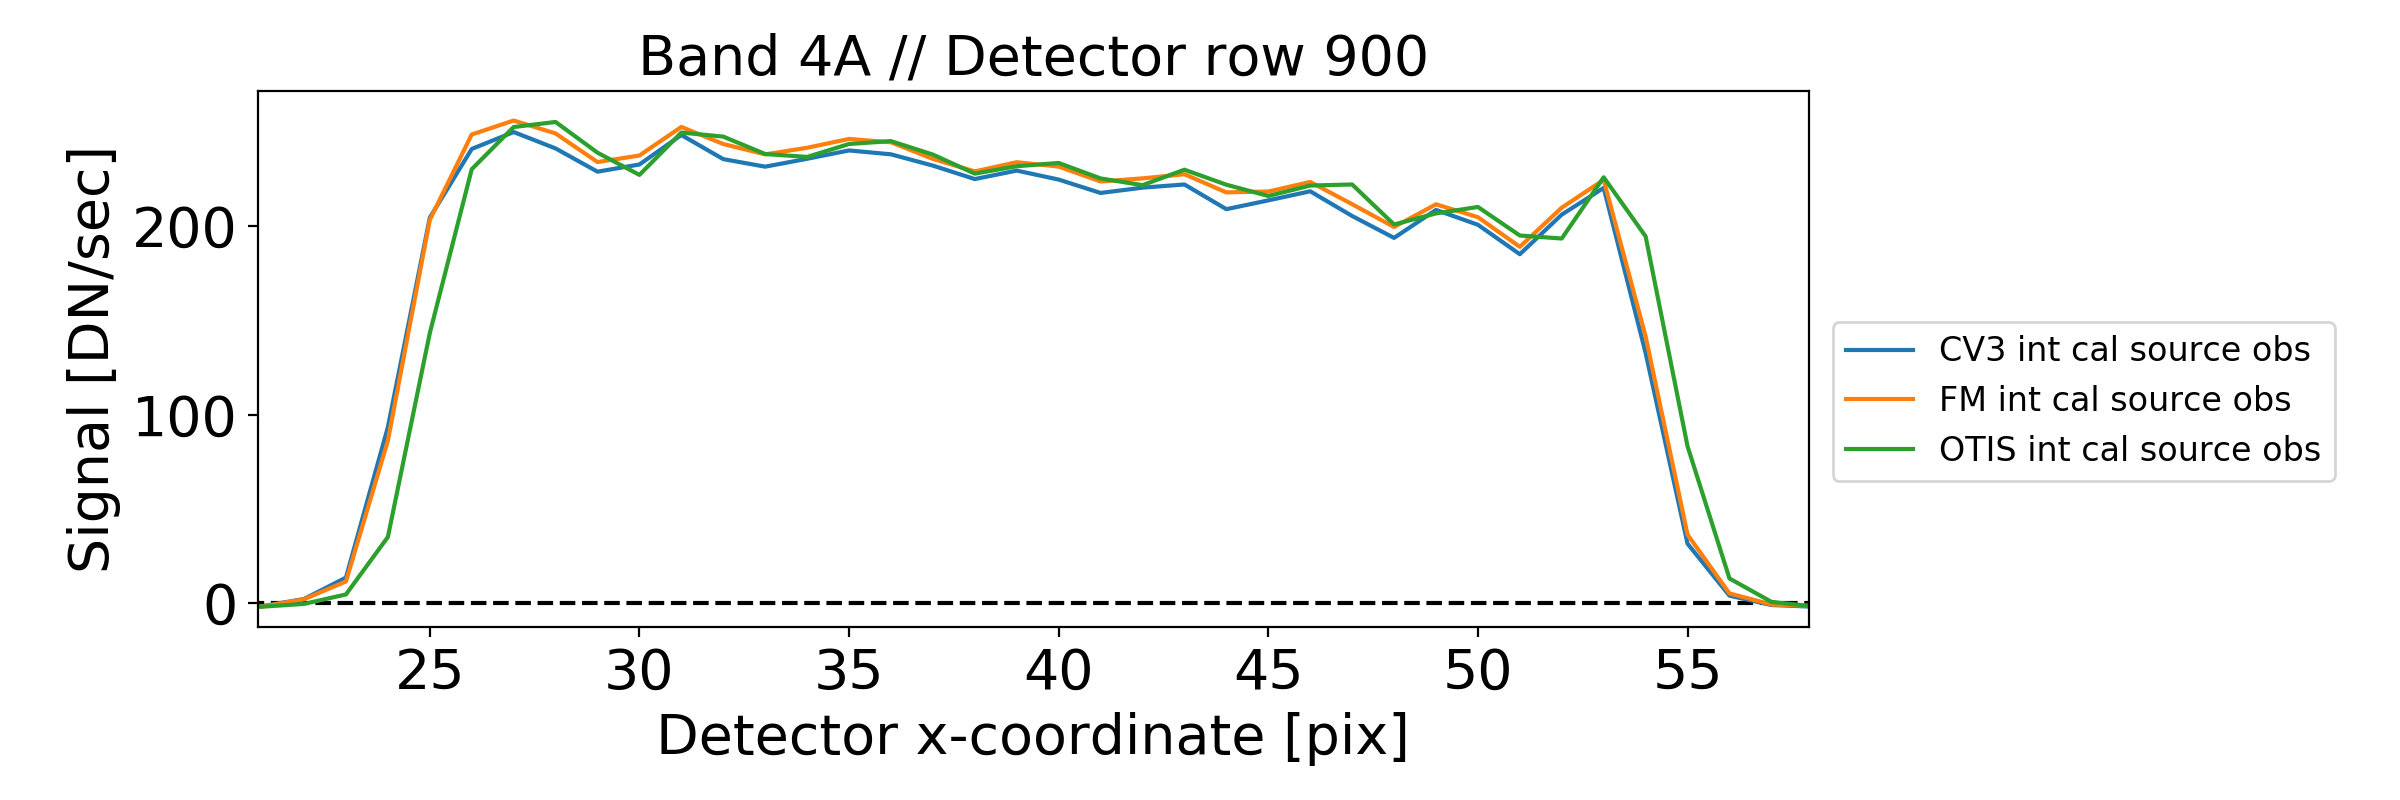 Band 4A // Detector row 900
Signal [DN/sec]
200
100
0
25 30 35 40 45 50 55
Detector x-coordinate [pix]
CV3 int cal source obs
FM int cal source obs
OTIS int cal source obs